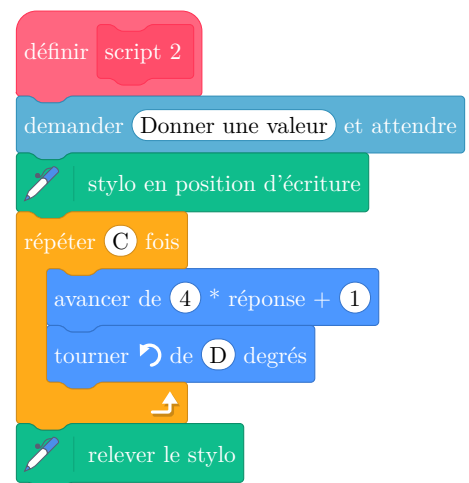 définir script 2
demander Donner une valeur et attendre
stylo en position d'écriture
répéter C fois
avancer de 4 * réponse + 1
tourner de D degrés
relever le stylo